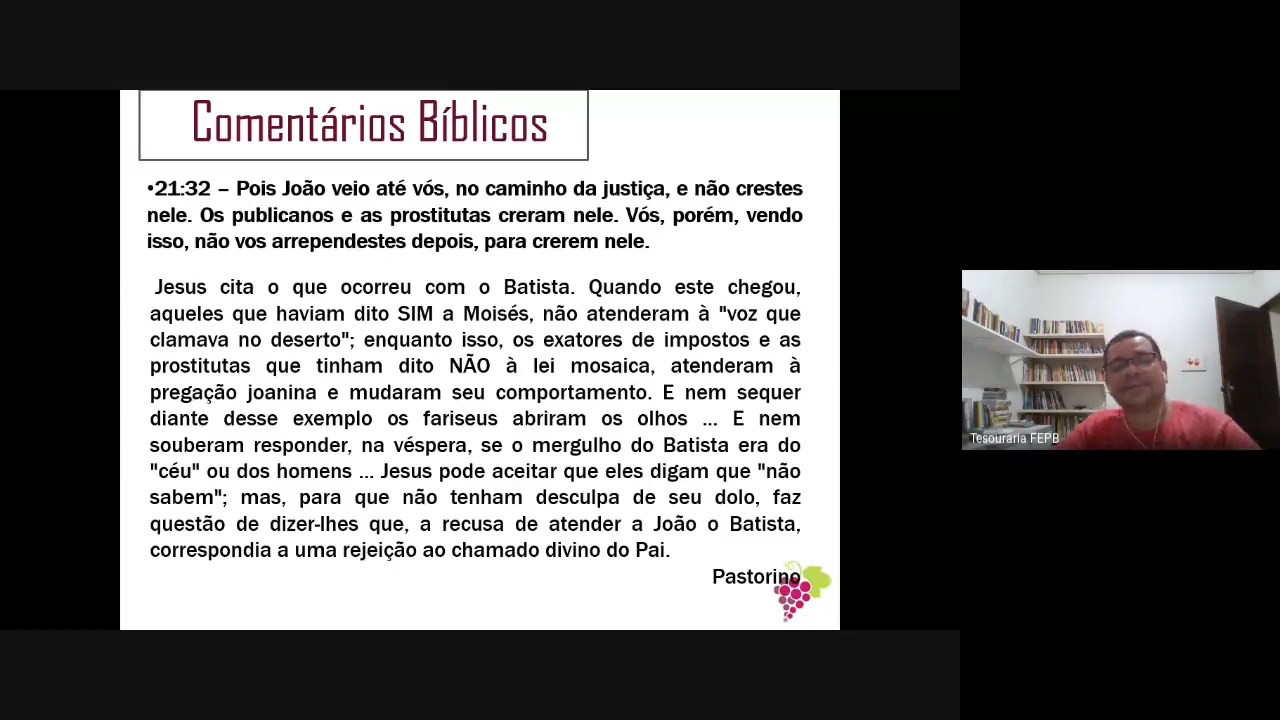 Comentários Bíblicos
•21:32 – Pois João veio até vós, no caminho da justiça, e não crestes
nele. Os publicanos e as prostitutas creram nele. Vós, porém, vendo
isso, não vos arrependestes depois, para crerem nele.
Jesus cita o que ocorreu com o Batista. Quando este chegou,
aqueles que haviam dito SIM a Moisés, não atenderam à "voz que
clamava no deserto"; enquanto isso, os exatores de impostos e as
prostitutas que tinham dito NÃO à lei mosaica, atenderam à
pregação joanina e mudaram seu comportamento. E nem sequer
diante desse exemplo os fariseus abriram os olhos ... E nem
souberam responder, na véspera, se o mergulho do Batista era do
"céu" ou dos homens ... Jesus pode aceitar que eles digam que "não
sabem"; mas, para que não tenham desculpa de seu dolo, faz
questão de dizer-lhes que, a recusa de atender a João o Batista,
correspondia a uma rejeição ao chamado divino do Pai.
Pastorino
Tesouraria FEPB